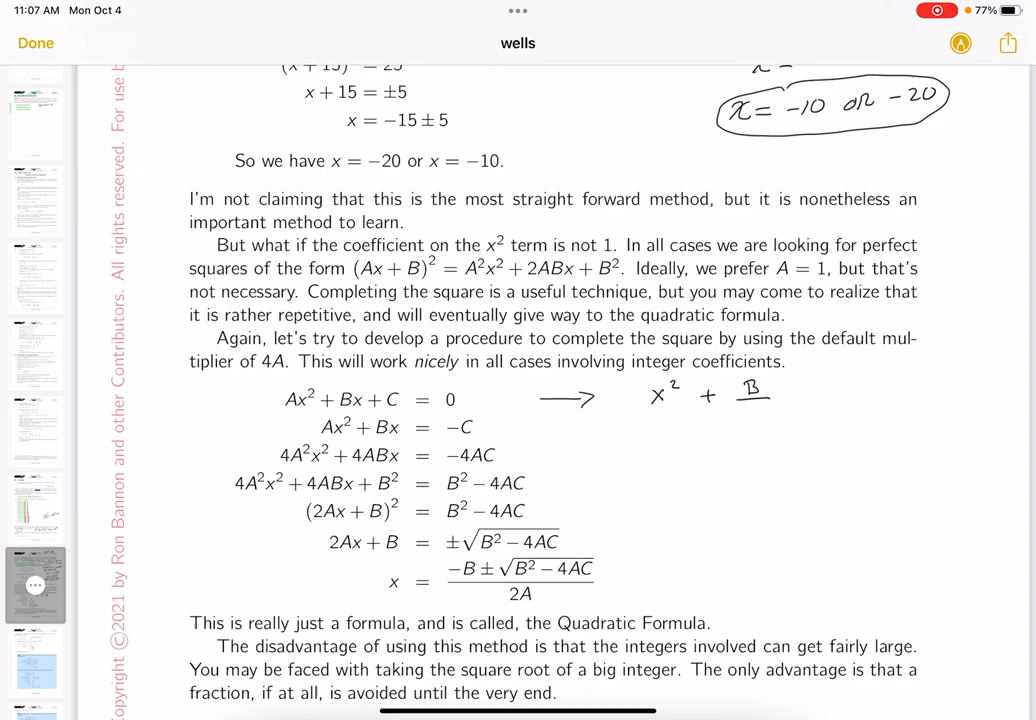 11:07 AM Mon Oct 4
77%
Done
wells
(x + 15)² = 25
x =
x + 15 = ±5
x = −10 or −20
x = −15 ± 5
So we have x = −20 or x = −10.
I'm not claiming that this is the most straight forward method, but it is nonetheless an
important method to learn.
But what if the coefficient on the x² term is not 1. In all cases we are looking for perfect
squares of the form (Ax + B)² = A²x² + 2ABx + B². Ideally, we prefer A = 1, but that's
not necessary. Completing the square is a useful technique, but you may come to realize that
it is rather repetitive, and will eventually give way to the quadratic formula.
Again, let's try to develop a procedure to complete the square by using the default mul-
tiplier of 4A. This will work nicely in all cases involving integer coefficients.
Ax² + Bx + C = 0 → x² + B
Ax² + Bx = −C
4A²x² + 4ABx = −4AC
4A²x² + 4ABx + B² = B² − 4AC
(2Ax + B)² = B² − 4AC
2Ax + B = ±√(B² − 4AC)
x = (−B ± √(B² − 4AC)) / 2A
This is really just a formula, and is called, the Quadratic Formula.
The disadvantage of using this method is that the integers involved can get fairly large.
You may be faced with taking the square root of a big integer. The only advantage is that a
fraction, if at all, is avoided until the very end.
opyright ©2021 by Ron Bannon and other Contributors. All rights reserved. For use b